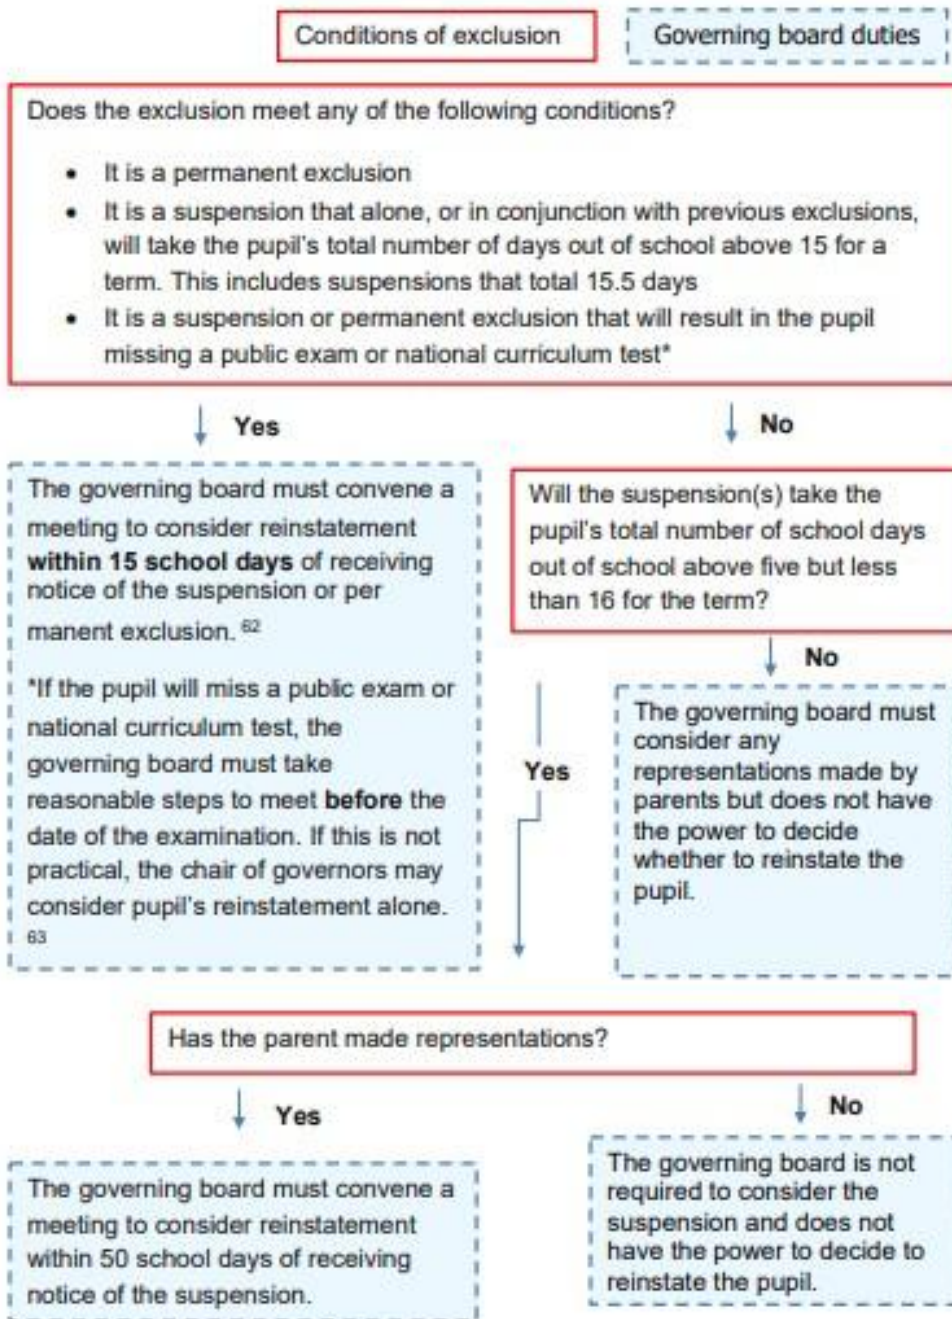 Conditions of exclusion
Governing board duties
Does the exclusion meet any of the following conditions?
• It is a permanent exclusion
• It is a suspension that alone, or in conjunction with previous exclusions,
will take the pupil's total number of days out of school above 15 for a
term. This includes suspensions that total 15.5 days
• It is a suspension or permanent exclusion that will result in the pupil
missing a public exam or national curriculum test*
Yes
No
The governing board must convene a
meeting to consider reinstatement
within 15 school days of receiving
notice of the suspension or per
manent exclusion. 62
*If the pupil will miss a public exam or
national curriculum test, the
governing board must take
reasonable steps to meet before the
date of the examination. If this is not
practical, the chair of governors may
consider pupil's reinstatement alone.
63
Will the suspension(s) take the
pupil's total number of school days
out of school above five but less
than 16 for the term?
No
Yes
The governing board must
consider any
representations made by
parents but does not have
the power to decide
whether to reinstate the
pupil.
Has the parent made representations?
Yes
No
The governing board must convene a
meeting to consider reinstatement
within 50 school days of receiving
notice of the suspension.
The governing board is not
required to consider the
suspension and does not
have the power to decide to
reinstate the pupil.